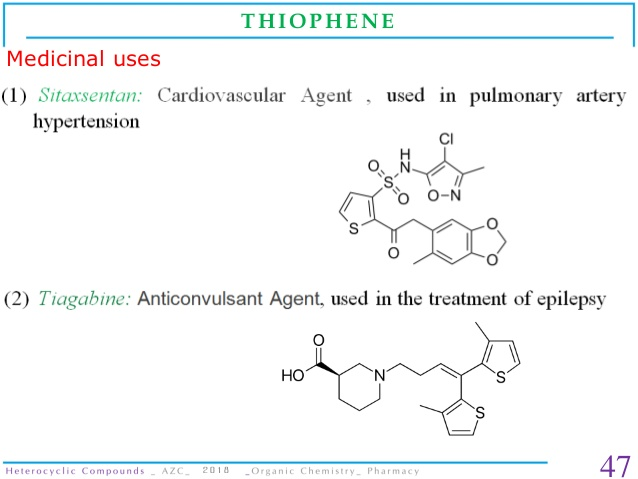 THIOPHENE
Medicinal uses
(1) Sitaxsentan: Cardiovascular Agent , used in pulmonary artery
hypertension
Cl
H
N
O
S
O
O-N
S
O
O
O
(2) Tiagabine: Anticonvulsant Agent, used in the treatment of epilepsy
O
HO
N
S
S
Heterocyclic Compounds _ AZC_ 2018 _Organic Chemistry_ Pharmacy
47